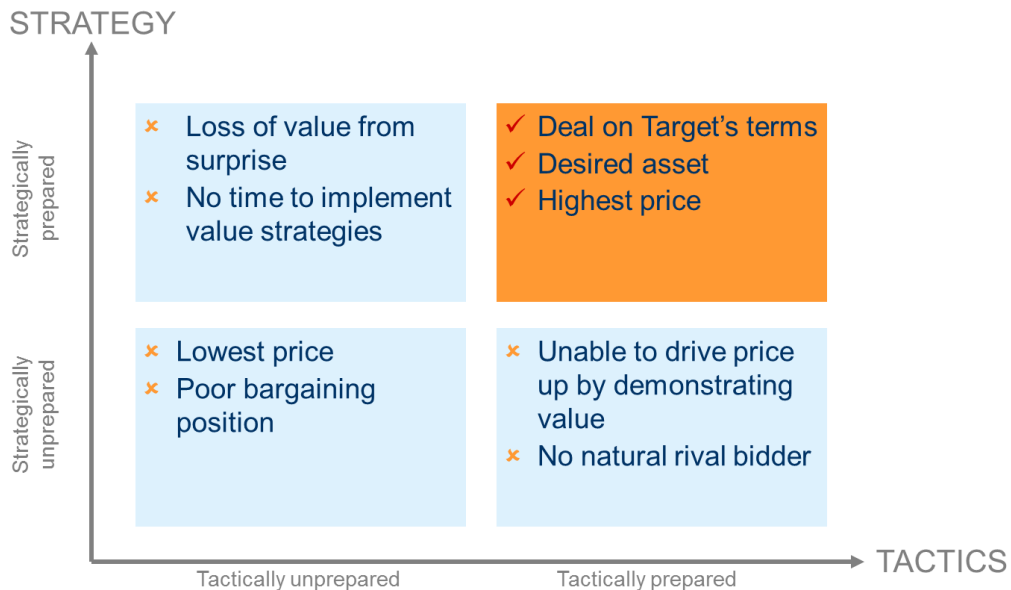 STRATEGY
Strategically
prepared
× Loss of value from
surprise
× No time to implement
value strategies
✓ Deal on Target’s terms
✓ Desired asset
✓ Highest price
Strategically
unprepared
× Lowest price
× Poor bargaining
position
× Unable to drive price
up by demonstrating
value
× No natural rival bidder
TACTICS
Tactically unprepared
Tactically prepared